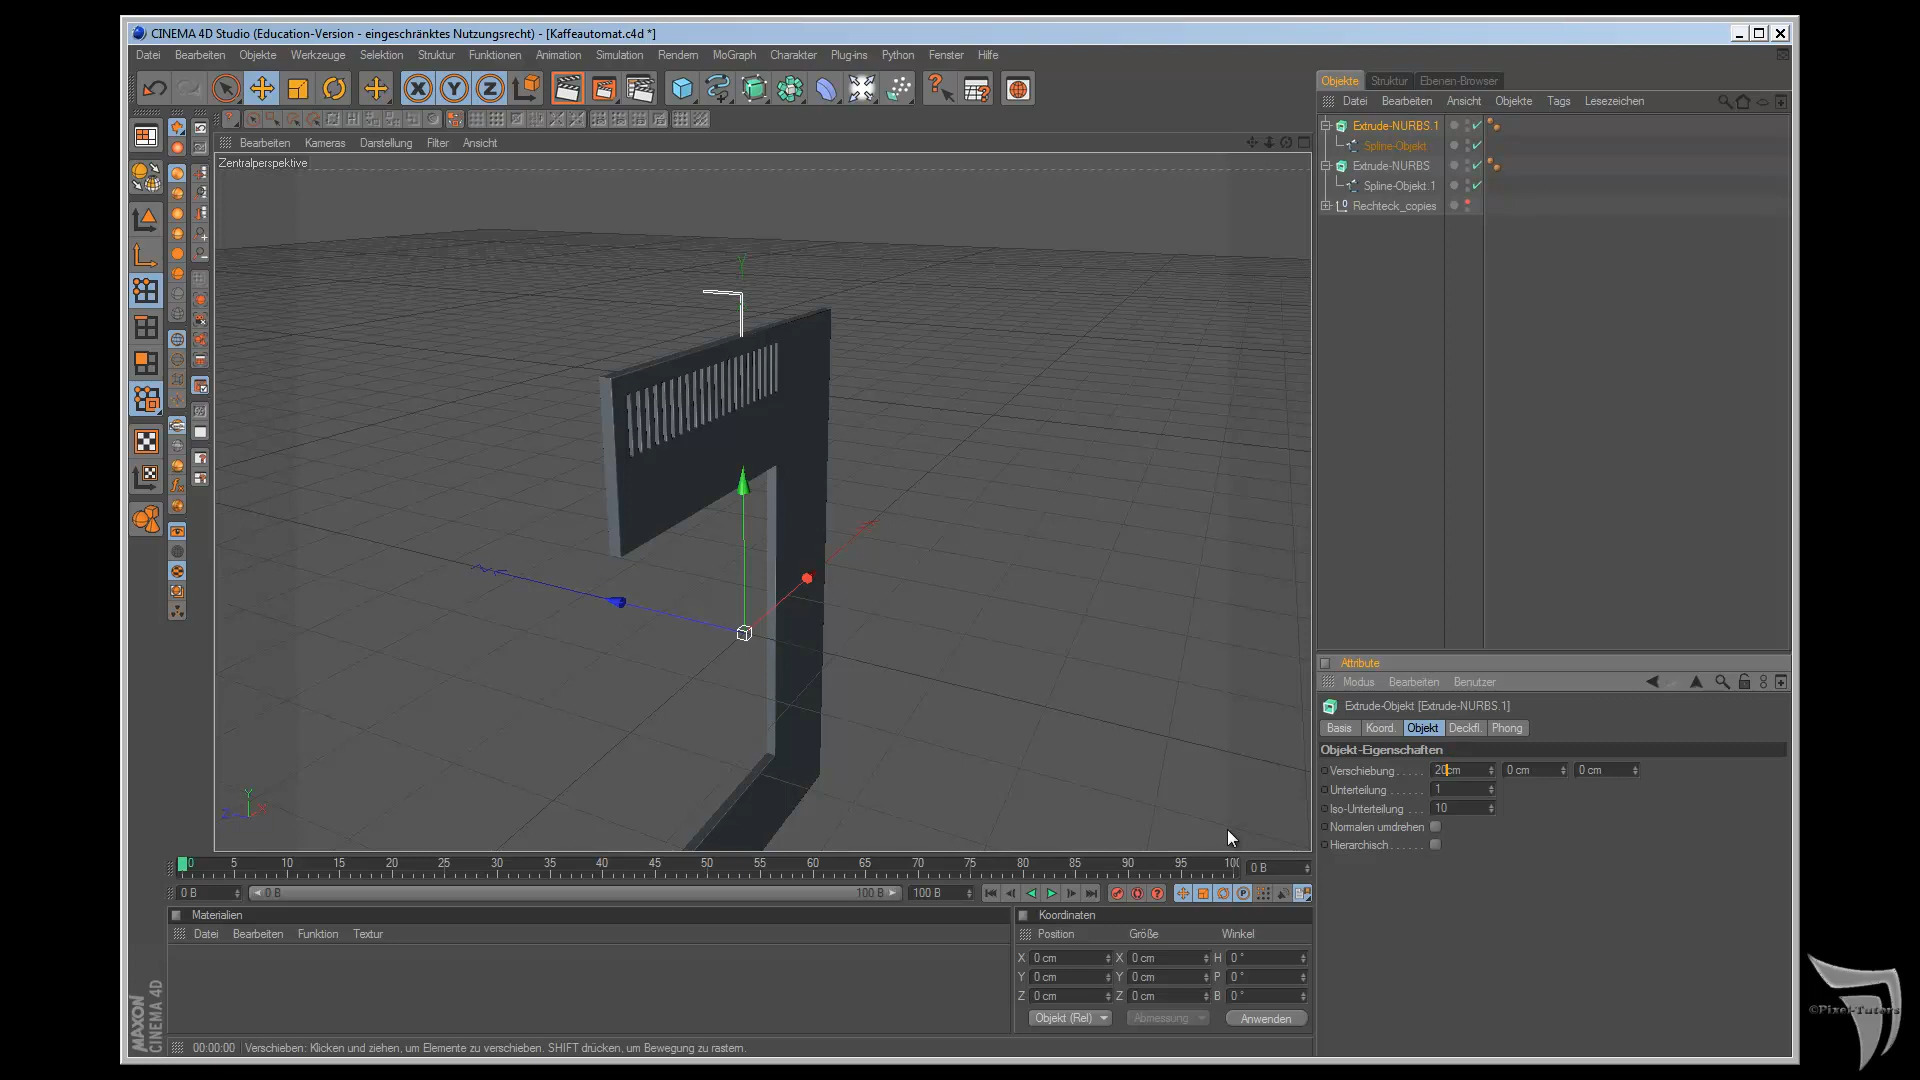 CINEMA 4D Studio (Education-Version - eingeschränktes Nutzungsrecht) - [Kaffeautomat.c4d *]
Datei Bearbeiten Objekte Werkzeuge Selektion Struktur Funktionen Animation Simulation Rendern MoGraph Charakter Plug-ins Python Fenster Hilfe
Objekte Struktur Ebenen-Browser
Datei Bearbeiten Ansicht Objekte Tags Lesezeichen
Extrude-NURBS.1
Spline-Objekt
Extrude-NURBS
Spline-Objekt.1
Rechteck_copies
Bearbeiten Kameras Darstellung Filter Ansicht
Zentralperspektive
Y
Y
X
Z
Attribute
Modus Bearbeiten Benutzer
Extrude-Objekt [Extrude-NURBS.1]
Basis Koord. Objekt Deckfl. Phong
Objekt-Eigenschaften
Verschiebung . . . . . 20cm 0 cm 0 cm
Unterteilung . . . . . . 1
Iso-Unterteilung . . . 10
Normalen umdrehen
Hierarchisch . . . . . .
0 5 10 15 20 25 30 35 40 45 50 55 60 65 70 75 80 85 90 95 100 0 B
0 B 0 B 100 B 100 B
Materialien
Datei Bearbeiten Funktion Textur
Koordinaten
Position Größe Winkel
X 0 cm X 0 cm H 0 °
Y 0 cm Y 0 cm P 0 °
Z 0 cm Z 0 cm B 0 °
Objekt (Rel) Abmessung Anwenden
MAXON
CINEMA 4D
00:00:00 Verschieben: Klicken und ziehen, um Elemente zu verschieben. SHIFT drücken, um Bewegung zu rastern.
©Pixel-Tutors